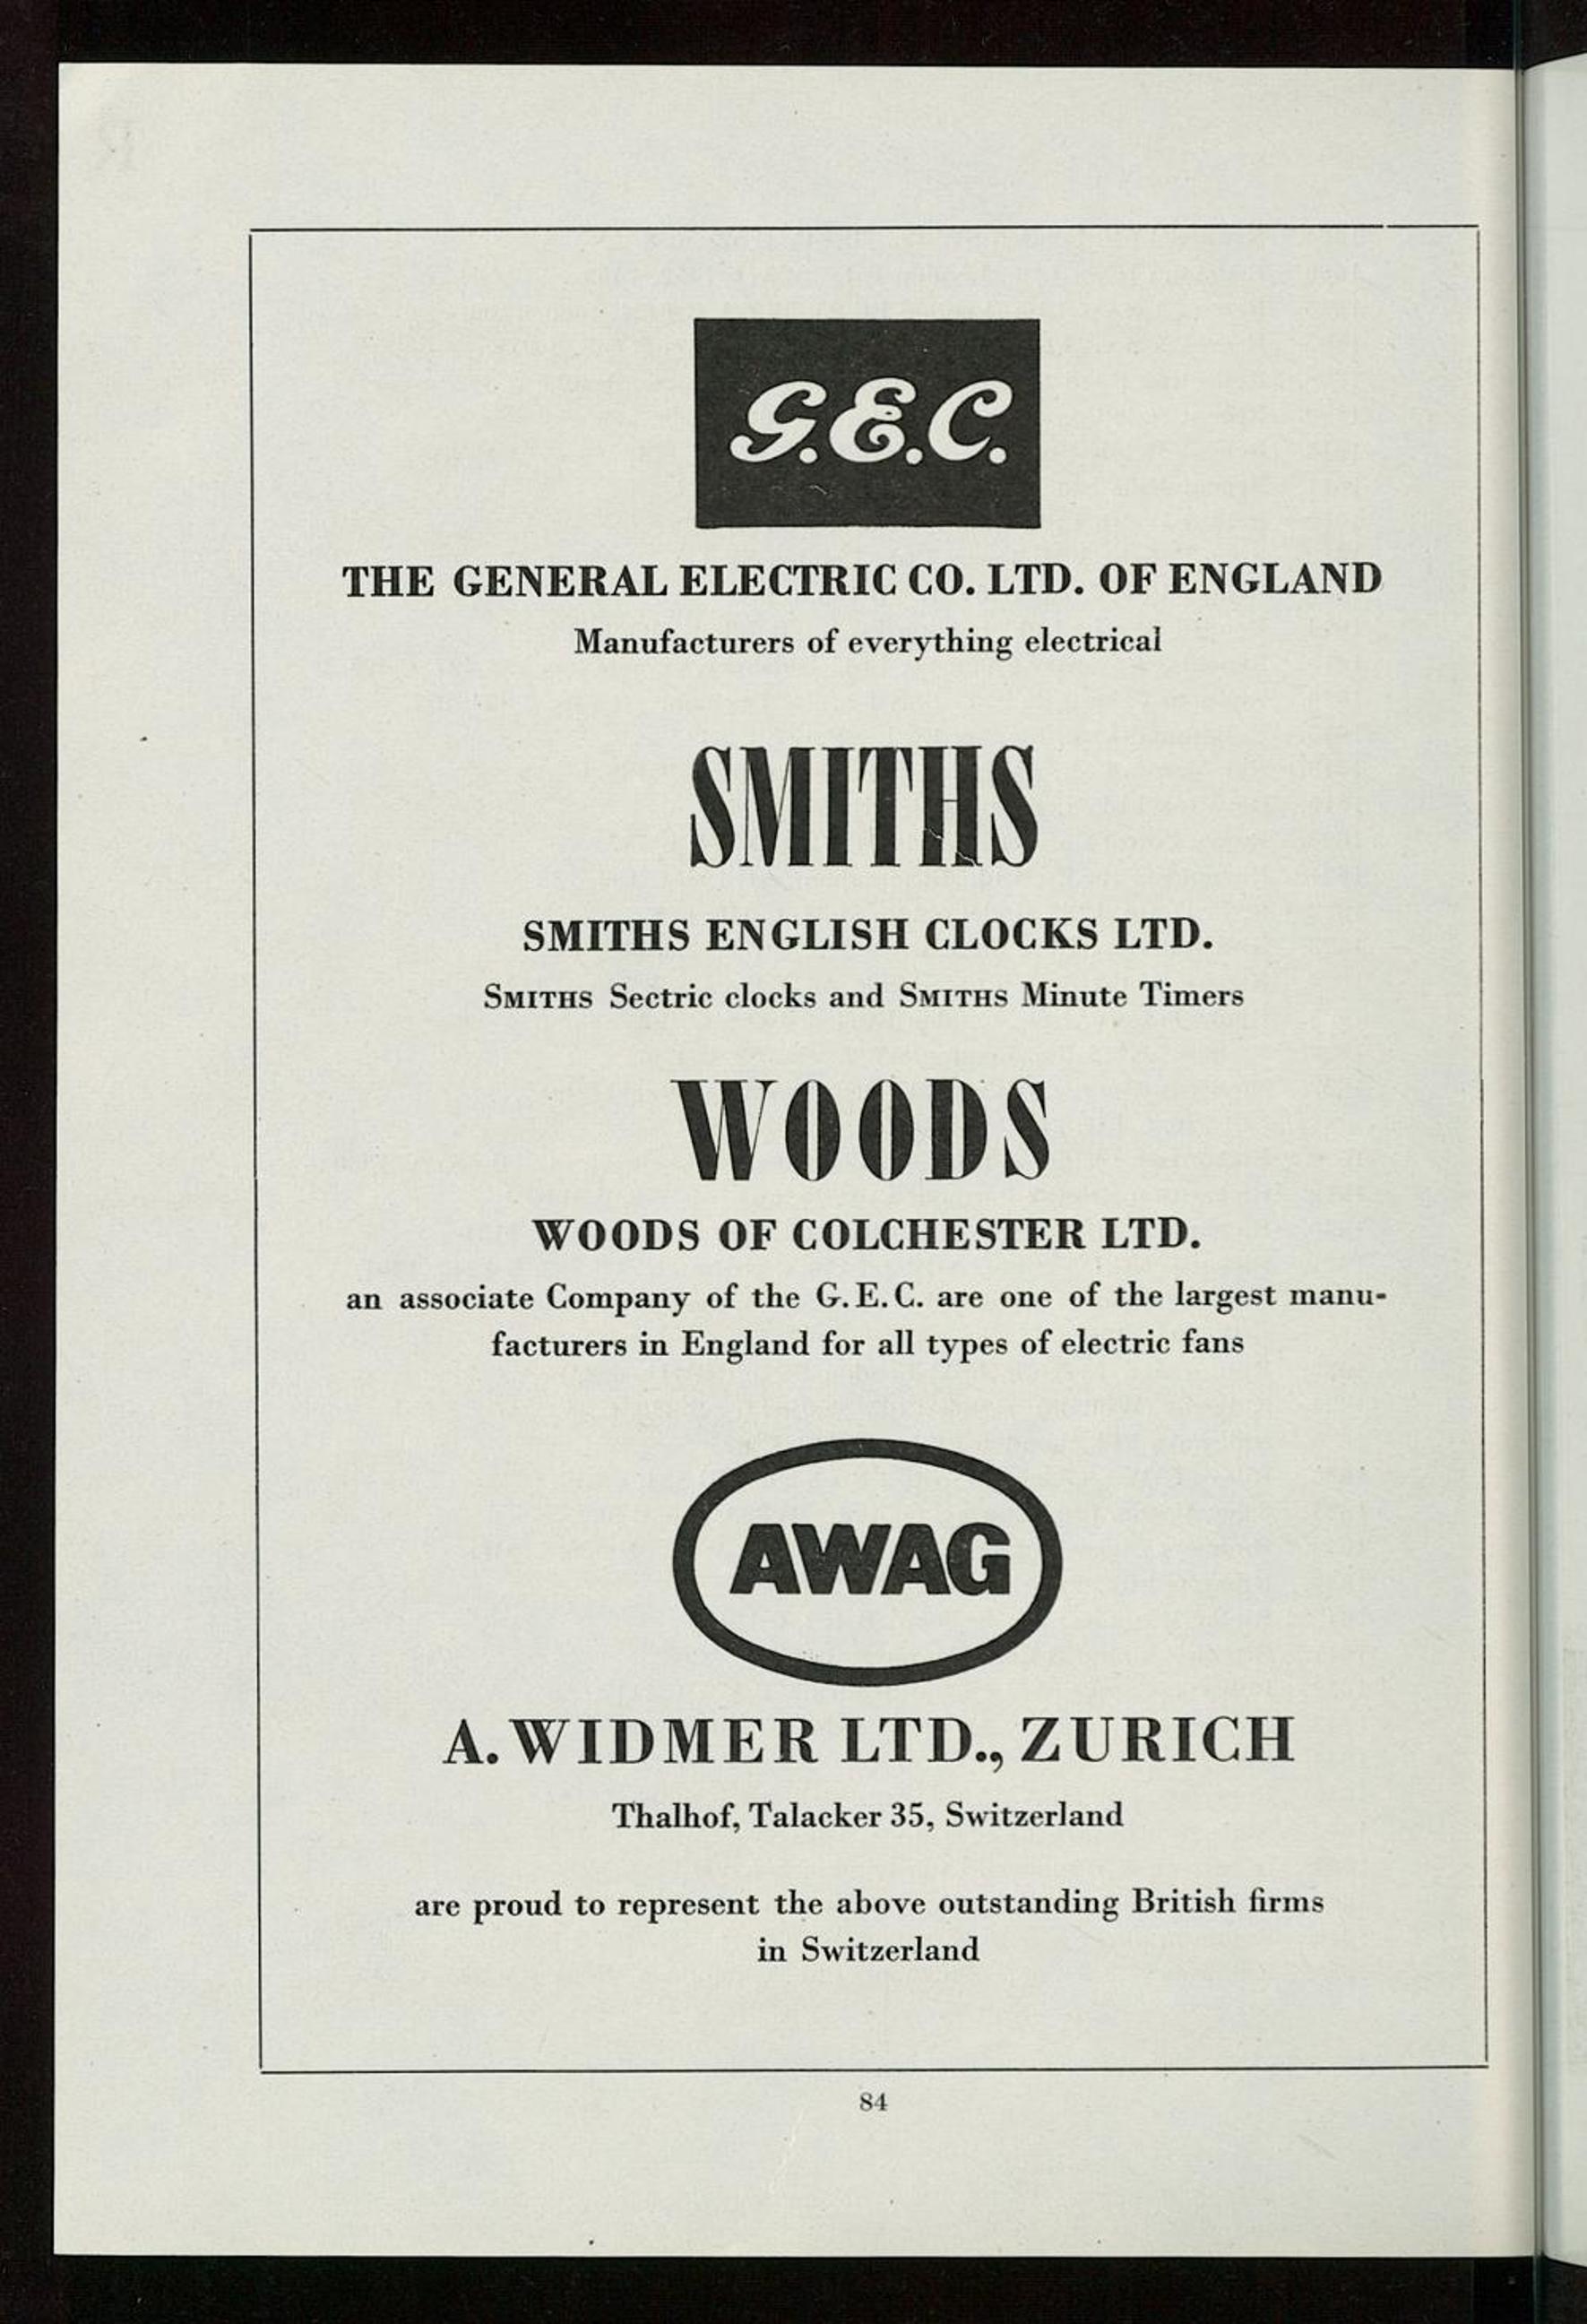 G.E.C.
THE GENERAL ELECTRIC CO. LTD. OF ENGLAND
Manufacturers of everything electrical
SMITHS
SMITHS ENGLISH CLOCKS LTD.
SMITHS Sectric clocks and SMITHS Minute Timers
WOODS
WOODS OF COLCHESTER LTD.
an associate Company of the G.E.C. are one of the largest manu-
facturers in England for all types of electric fans
AWAG
A. WIDMER LTD., ZURICH
Thalhof, Talacker 35, Switzerland
are proud to represent the above outstanding British firms
in Switzerland
84